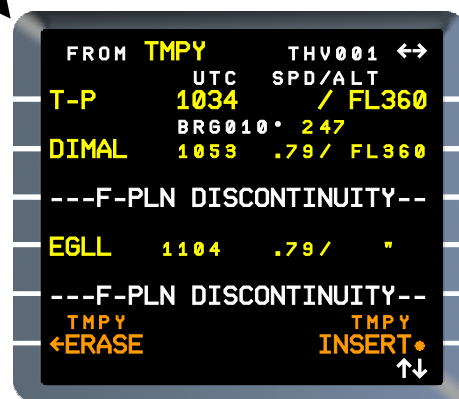 FROM TMPY THV001 ←→
UTC SPD/ALT
T-P 1034 / FL360
BRG010° 247
DIMAL 1053 .79/ FL360
---F-PLN DISCONTINUITY--
EGLL 1104 .79/ "
---F-PLN DISCONTINUITY--
TMPY TMPY
←ERASE INSERT•
↑↓